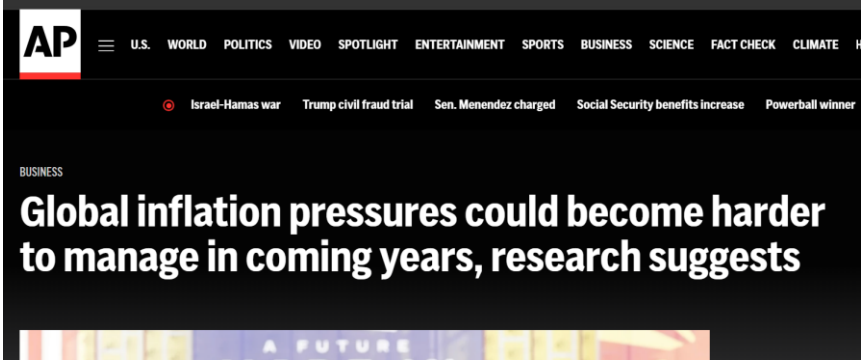 AP
U.S. WORLD POLITICS VIDEO SPOTLIGHT ENTERTAINMENT SPORTS BUSINESS SCIENCE FACT CHECK CLIMATE
Israel-Hamas war Trump civil fraud trial Sen. Menendez charged Social Security benefits increase Powerball winner
BUSINESS
Global inflation pressures could become harder
to manage in coming years, research suggests
A FUTURE